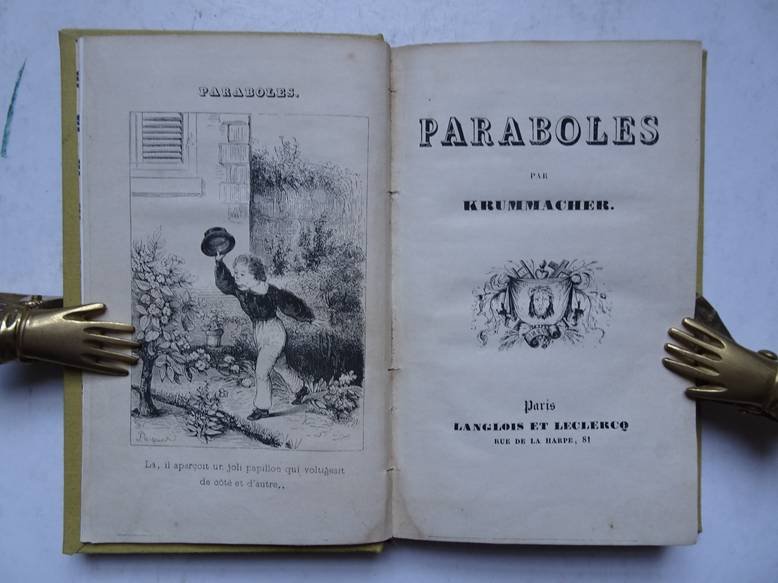 PARABOLES.
Là, il aperçoit un joli papillon qui voltigeait
de côté et d'autre..
PARABOLES
PAR
KRUMMACHER.
Paris
LANGLOIS ET LECLERCQ
RUE DE LA HARPE, 81